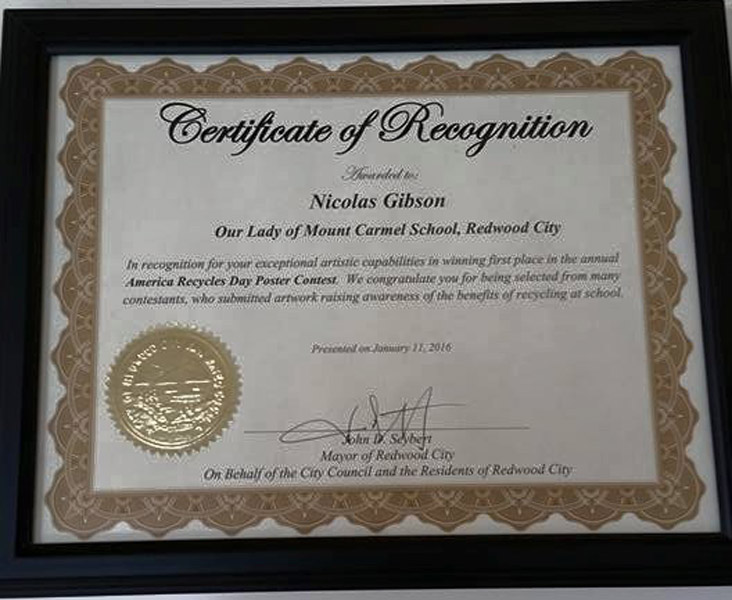 Certificate of Recognition
Awarded to:
Nicolas Gibson
Our Lady of Mount Carmel School, Redwood City
In recognition for your exceptional artistic capabilities in winning first place in the annual
America Recycles Day Poster Contest. We congratulate you for being selected from many
contestants, who submitted artwork raising awareness of the benefits of recycling at school.
Presented on January 11, 2016
John D. Seybert
Mayor of Redwood City
On Behalf of the City Council and the Residents of Redwood City